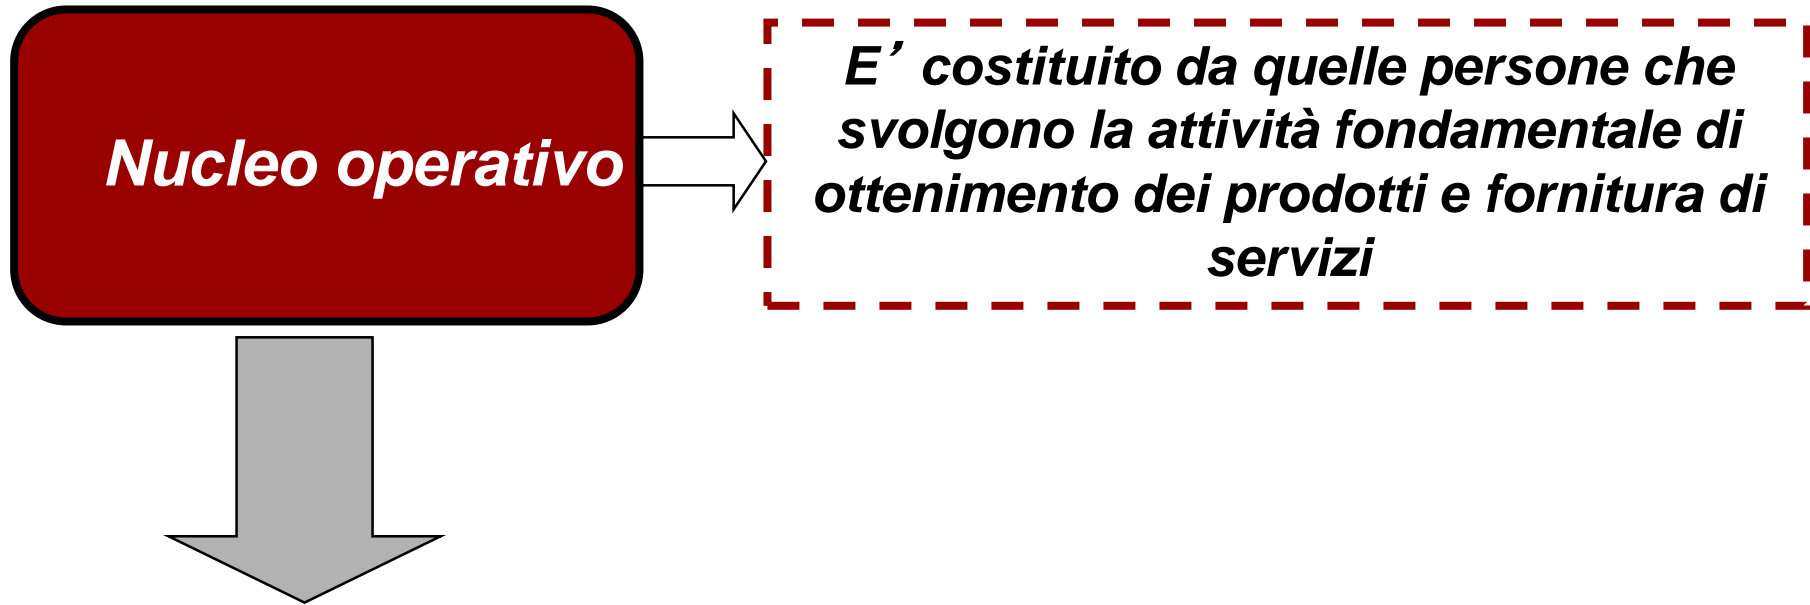 Nucleo operativo
E’ costituito da quelle persone che
svolgono la attività fondamentale di
ottenimento dei prodotti e fornitura di
servizi